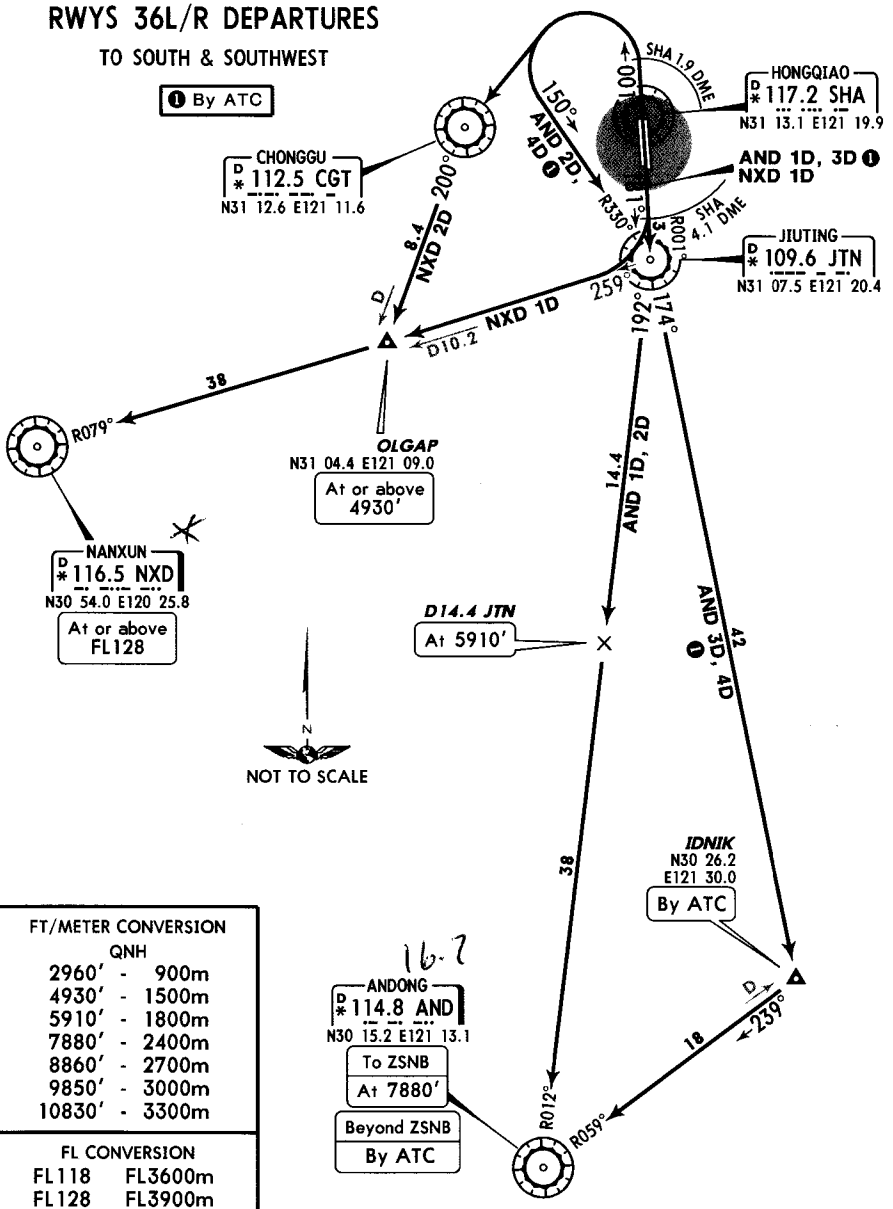 RWYS 36L/R DEPARTURES
TO SOUTH & SOUTHWEST
❶ By ATC
SHA 1.9 DME
HONGQIAO
D
* 117.2 SHA
N31 13.1 E121 19.9
001°
150°
AND 2D,
4D ❶
CHONGGU
D
* 112.5 CGT
N31 12.6 E121 11.6
200°
AND 1D, 3D ❶
NXD 1D
181°
SHA
4.1 DME
R330°
R001°
3
JIUTING
D
* 109.6 JTN
N31 07.5 E121 20.4
8.4
NXD 2D
D
259°
NXD 1D
D10.2
192°
174°
38
R079°
OLGAP
N31 04.4 E121 09.0
At or above
4930'
14.4
AND 1D, 2D
NANXUN
D
* 116.5 NXD
N30 54.0 E120 25.8
At or above
FL128
D14.4 JTN
At 5910'
42
AND 3D, 4D
❶
N
NOT TO SCALE
38
IDNIK
N30 26.2
E121 30.0
By ATC
16.7
ANDONG
D
* 114.8 AND
N30 15.2 E121 13.1
To ZSNB
At 7880'
Beyond ZSNB
By ATC
R012°
R059°
18
D
239°
FT/METER CONVERSION
QNH
2960' - 900m
4930' - 1500m
5910' - 1800m
7880' - 2400m
8860' - 2700m
9850' - 3000m
10830' - 3300m
FL CONVERSION
FL118 FL3600m
FL128 FL3900m